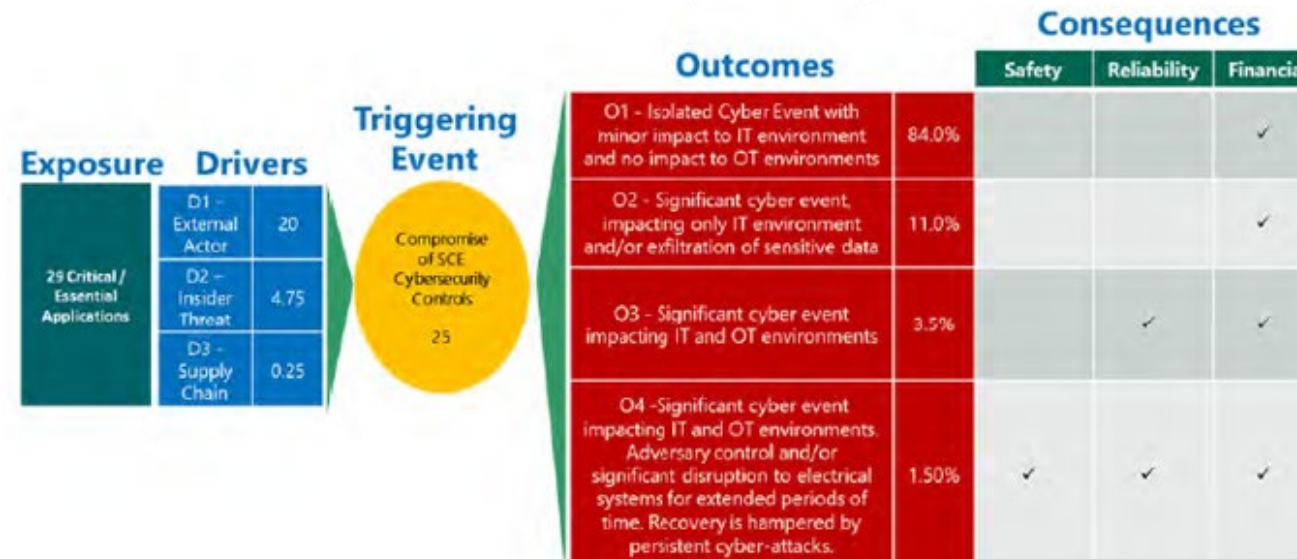 Consequences
Outcomes
Safety
Reliability
Financia
Triggering
Event
Exposure
Drivers
29 Critical /
Essential
Applications
D1 -
External
Actor
20
D2 -
Insider
Threat
4.75
D3 -
Supply
Chain
0.25
Compromise
of SCE
Cybersecurity
Controls
25
O1 - Isolated Cyber Event with
minor impact to IT environment
and no impact to OT environments
84.0%
✓
O2 - Significant cyber event,
impacting only IT environment
and/or exfiltration of sensitive data
11.0%
✓
O3 - Significant cyber event
impacting IT and OT environments
3.5%
✓
✓
O4 -Significant cyber event
impacting IT and OT environments.
Adversary control and/or
significant disruption to electrical
systems for extended periods of
time. Recovery is hampered by
persistent cyber-attacks.
1.50%
✓
✓
✓